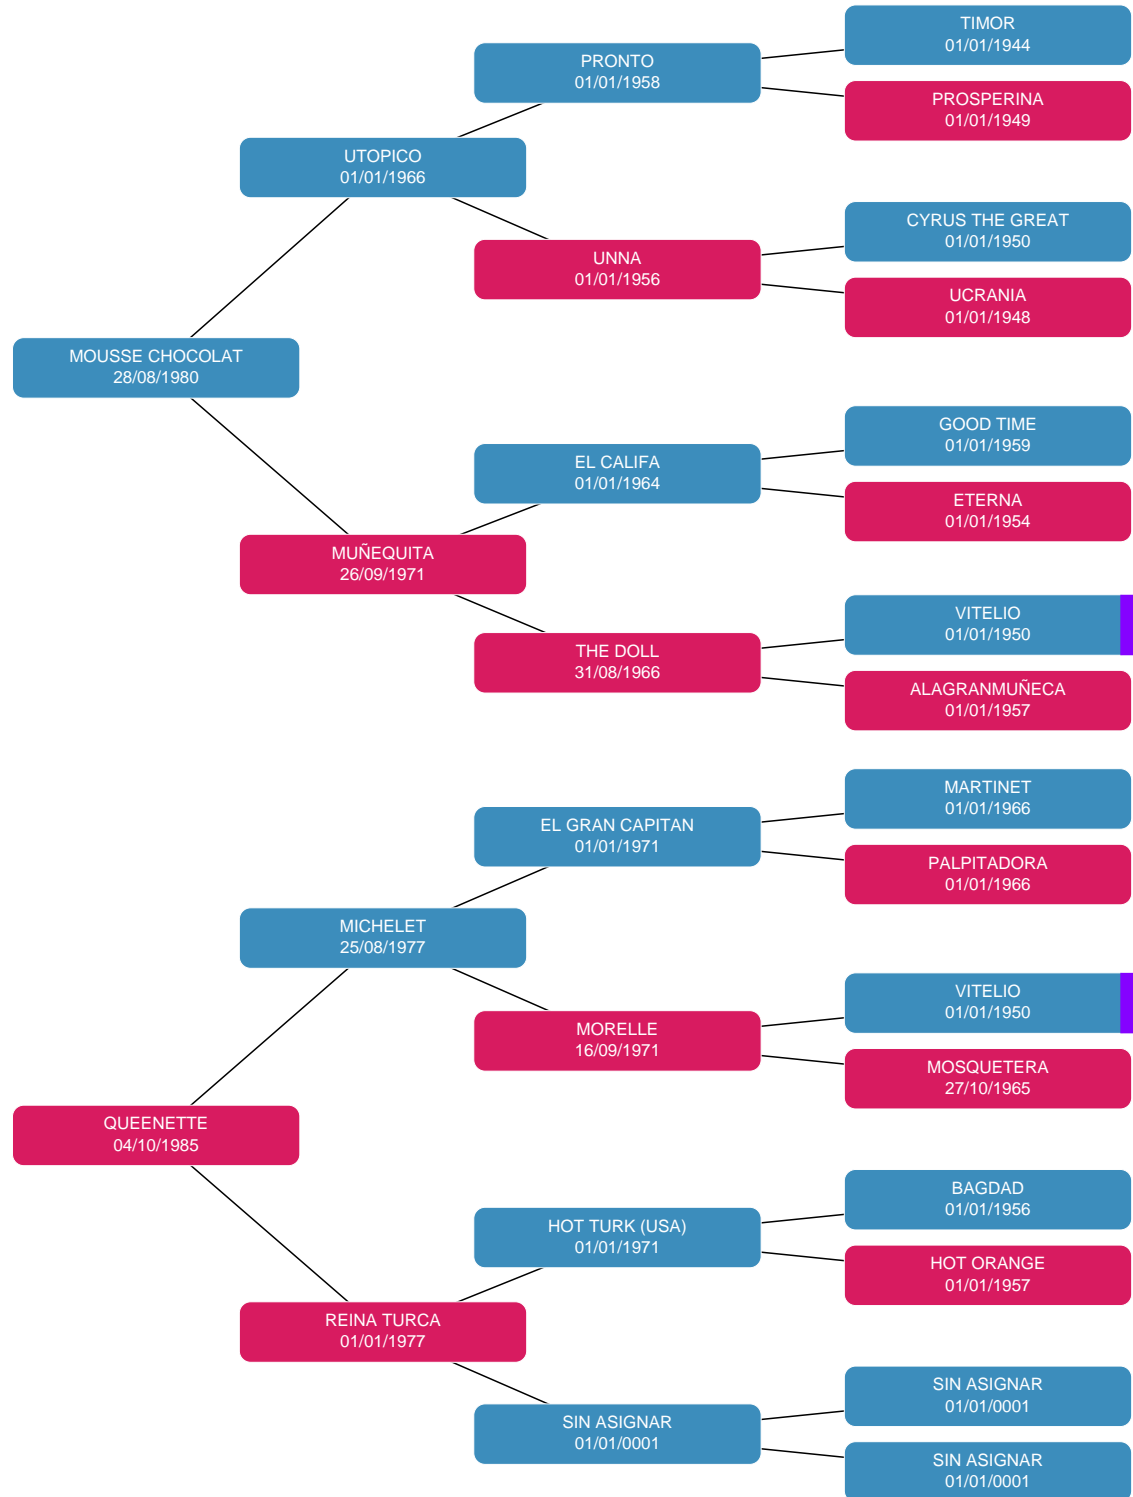 TIMOR
01/01/1944
PRONTO
01/01/1958
PROSPERINA
01/01/1949
UTOPICO
01/01/1966
CYRUS THE GREAT
01/01/1950
UNNA
01/01/1956
UCRANIA
01/01/1948
MOUSSE CHOCOLAT
28/08/1980
GOOD TIME
01/01/1959
EL CALIFA
01/01/1964
ETERNA
01/01/1954
MUÑEQUITA
26/09/1971
VITELIO
01/01/1950
THE DOLL
31/08/1966
ALAGRANMUÑECA
01/01/1957
MARTINET
01/01/1966
EL GRAN CAPITAN
01/01/1971
PALPITADORA
01/01/1966
MICHELET
25/08/1977
VITELIO
01/01/1950
MORELLE
16/09/1971
MOSQUETERA
27/10/1965
QUEENETTE
04/10/1985
BAGDAD
01/01/1956
HOT TURK (USA)
01/01/1971
HOT ORANGE
01/01/1957
REINA TURCA
01/01/1977
SIN ASIGNAR
01/01/0001
SIN ASIGNAR
01/01/0001
SIN ASIGNAR
01/01/0001